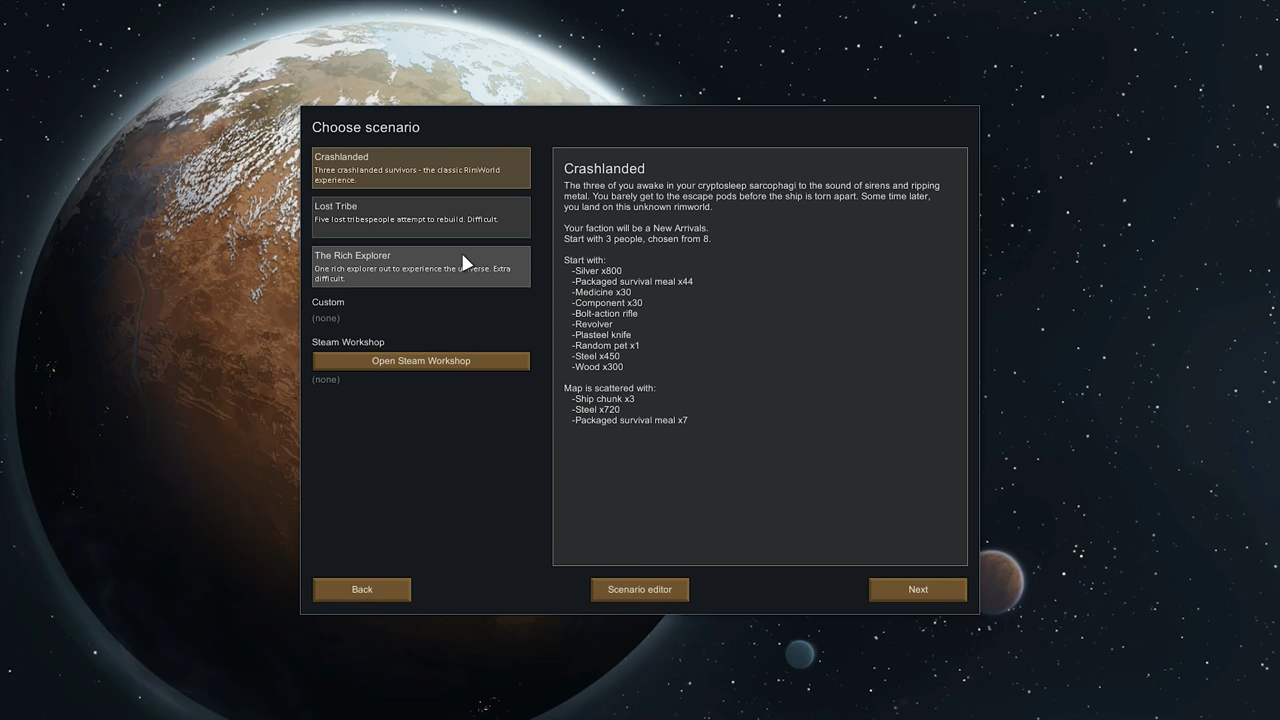 Choose scenario
Crashlanded
Three crashlanded survivors - the classic RimWorld
experience.
Lost Tribe
Five lost tribespeople attempt to rebuild. Difficult.
The Rich Explorer
One rich explorer out to experience the universe. Extra
difficult.
Custom
(none)
Steam Workshop
Open Steam Workshop
(none)
Crashlanded
The three of you awake in your cryptosleep sarcophagi to the sound of sirens and ripping
metal. You barely get to the escape pods before the ship is torn apart. Some time later,
you land on this unknown rimworld.
Your faction will be a New Arrivals.
Start with 3 people, chosen from 8.
Start with:
-Silver x800
-Packaged survival meal x44
-Medicine x30
-Component x30
-Bolt-action rifle
-Revolver
-Plasteel knife
-Random pet x1
-Steel x450
-Wood x300
Map is scattered with:
-Ship chunk x3
-Steel x720
-Packaged survival meal x7
Back
Scenario editor
Next